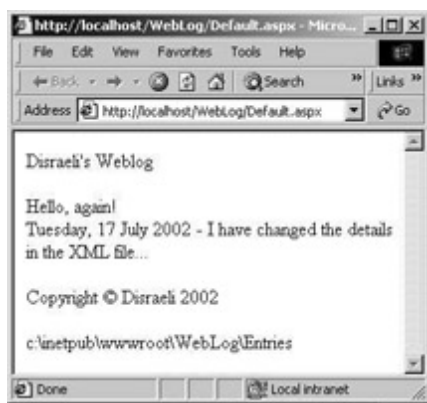 http://localhost/WebLog/Default.aspx - Micro...
File Edit View Favorites Tools Help
Back Search Links
Address http://localhost/WebLog/Default.aspx Go
Disraeli's Weblog
Hello, again!
Tuesday, 17 July 2002 - I have changed the details
in the XML file...
Copyright © Disraeli 2002
c:\inetpub\wwwroot\WebLog\Entries
Done Local intranet